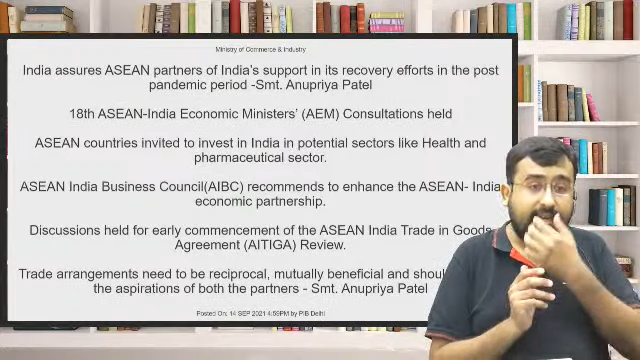 Ministry of Commerce & Industry
India assures ASEAN partners of India's support in its recovery efforts in the post
pandemic period -Smt. Anupriya Patel
18th ASEAN-India Economic Ministers' (AEM) Consultations held
ASEAN countries invited to invest in India in potential sectors like Health and
pharmaceutical sector.
ASEAN India Business Council(AIBC) recommends to enhance the ASEAN- India
economic partnership.
Discussions held for early commencement of the ASEAN India Trade in Goods
Agreement (AITIGA) Review.
Trade arrangements need to be reciprocal, mutually beneficial and
the aspirations of both the partners - Smt. Anupriya Patel
Posted On: 14 SEP 2021 4:59PM by PIB Delhi